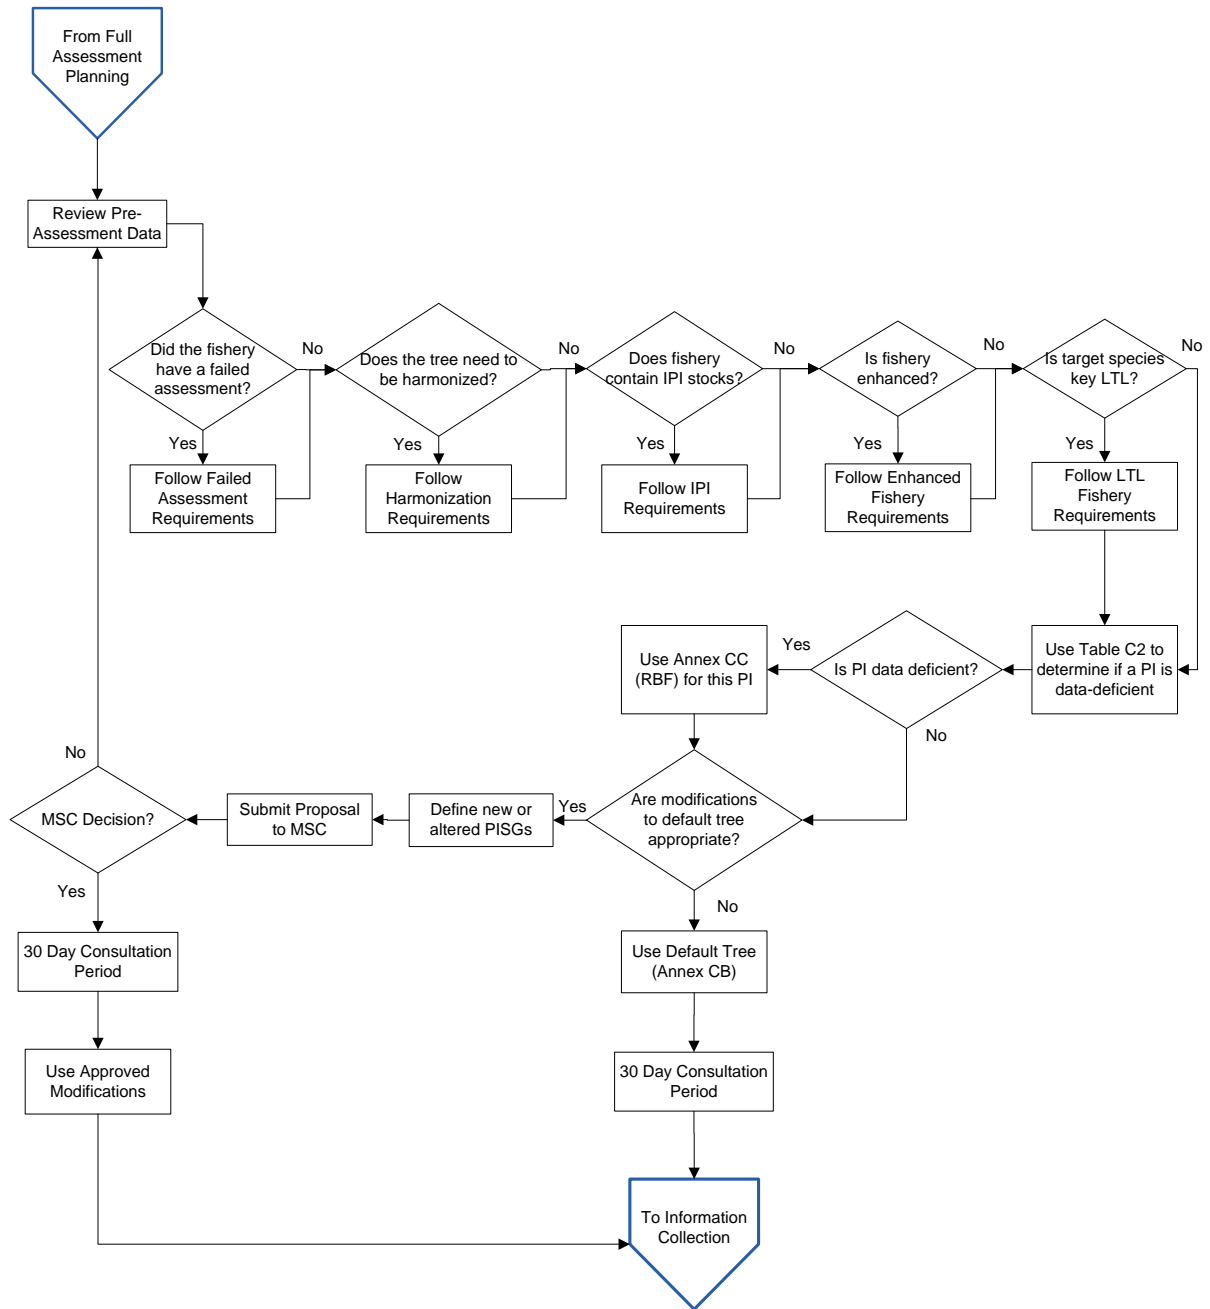 From Full
Assessment
Planning
Review Pre-
Assessment Data
Did the fishery
have a failed
assessment?
No
Yes
Follow Failed
Assessment
Requirements
Does the tree need to
be harmonized?
No
Yes
Follow
Harmonization
Requirements
Does fishery
contain IPI stocks?
No
Yes
Follow IPI
Requirements
Is fishery
enhanced?
No
Yes
Follow Enhanced
Fishery
Requirements
Is target species
key LTL?
No
Yes
Follow LTL
Fishery
Requirements
Use Table C2 to
determine if a PI is
data-deficient
Is PI data deficient?
Yes
No
Use Annex CC
(RBF) for this PI
Are modifications
to default tree
appropriate?
Yes
No
Define new or
altered PISGs
Submit Proposal
to MSC
MSC Decision?
No
Yes
30 Day Consultation
Period
Use Approved
Modifications
Use Default Tree
(Annex CB)
30 Day Consultation
Period
To Information
Collection